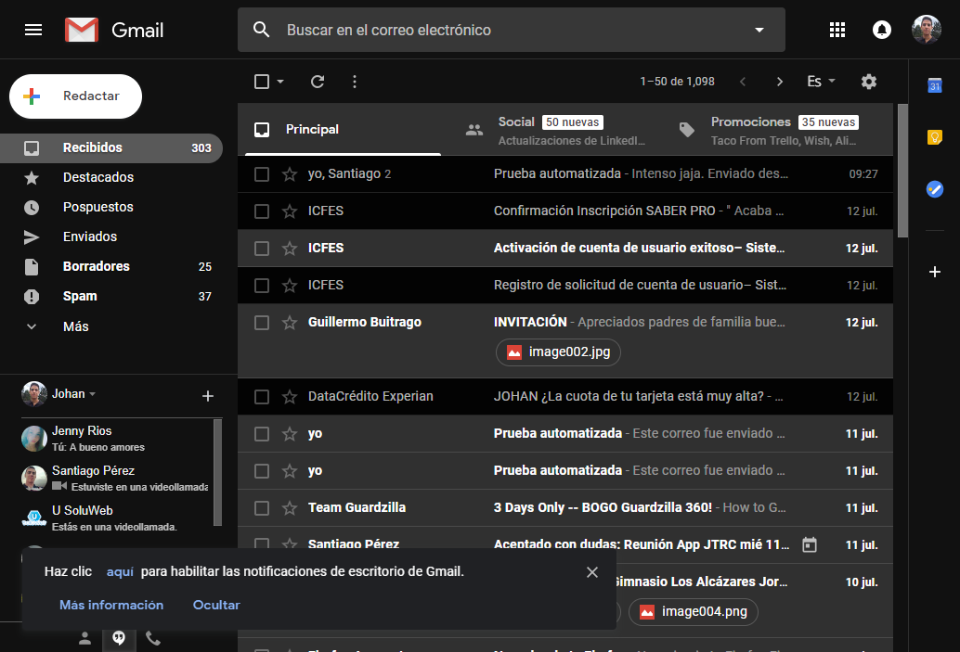 Gmail
Buscar en el correo electrónico
Redactar
1–50 de 1,098
Es
31
Recibidos 303
Destacados
Pospuestos
Enviados
Borradores 25
Spam 37
Más
Principal
Social 50 nuevas
Actualizaciones de LinkedI…
Promociones 35 nuevas
Taco From Trello, Wish, Ali…
yo, Santiago 2 Prueba automatizada - Intenso jaja. Enviado des… 09:27
ICFES Confirmación Inscripción SABER PRO - " Acaba … 12 jul.
ICFES Activación de cuenta de usuario exitoso– Siste… 12 jul.
ICFES Registro de solicitud de cuenta de usuario– Sist… 12 jul.
Guillermo Buitrago INVITACIÓN - Apreciados padres de familia bue… 12 jul.
image002.jpg
DataCrédito Experian JOHAN ¿La cuota de tu tarjeta está muy alta? - … 12 jul.
yo Prueba automatizada - Este correo fue enviado … 11 jul.
yo Prueba automatizada - Este correo fue enviado … 11 jul.
Team Guardzilla 3 Days Only -- BOGO Guardzilla 360! - How to G… 11 jul.
Santiago Pérez Aceptado con dudas: Reunión App JTRC mié 11… 11 jul.
Gimnasio Los Alcázares Jor… 10 jul.
image004.png
Johan
Jenny Rios
Tú: A bueno amores
Santiago Pérez
Estuviste en una videollamada
U SoluWeb
Estás en una videollamada.
Haz clic aquí para habilitar las notificaciones de escritorio de Gmail.
Más información Ocultar